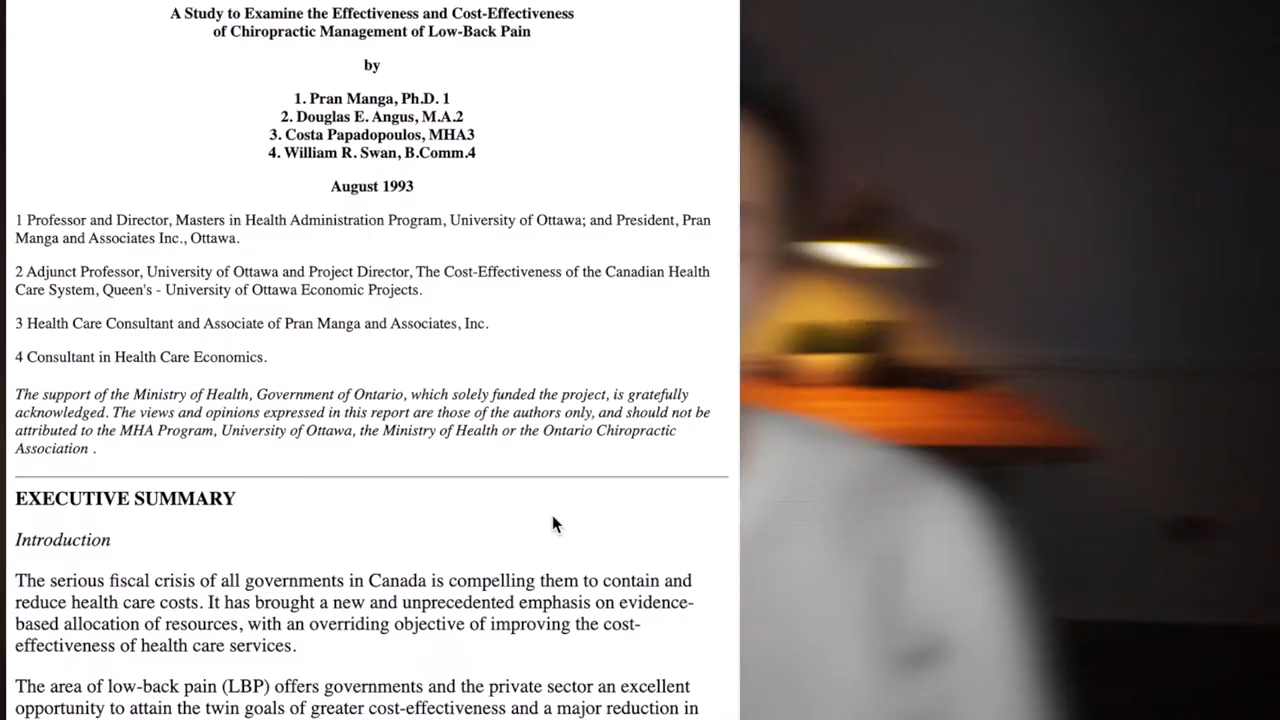 A Study to Examine the Effectiveness and Cost-Effectiveness
of Chiropractic Management of Low-Back Pain
by
1. Pran Manga, Ph.D. 1
2. Douglas E. Angus, M.A.2
3. Costa Papadopoulos, MHA3
4. William R. Swan, B.Comm.4
August 1993
1 Professor and Director, Masters in Health Administration Program, University of Ottawa; and President, Pran
Manga and Associates Inc., Ottawa.
2 Adjunct Professor, University of Ottawa and Project Director, The Cost-Effectiveness of the Canadian Health
Care System, Queen's - University of Ottawa Economic Projects.
3 Health Care Consultant and Associate of Pran Manga and Associates, Inc.
4 Consultant in Health Care Economics.
The support of the Ministry of Health, Government of Ontario, which solely funded the project, is gratefully
acknowledged. The views and opinions expressed in this report are those of the authors only, and should not be
attributed to the MHA Program, University of Ottawa, the Ministry of Health or the Ontario Chiropractic
Association .
EXECUTIVE SUMMARY
Introduction
The serious fiscal crisis of all governments in Canada is compelling them to contain and
reduce health care costs. It has brought a new and unprecedented emphasis on evidence-
based allocation of resources, with an overriding objective of improving the cost-
effectiveness of health care services.
The area of low-back pain (LBP) offers governments and the private sector an excellent
opportunity to attain the twin goals of greater cost-effectiveness and a major reduction in